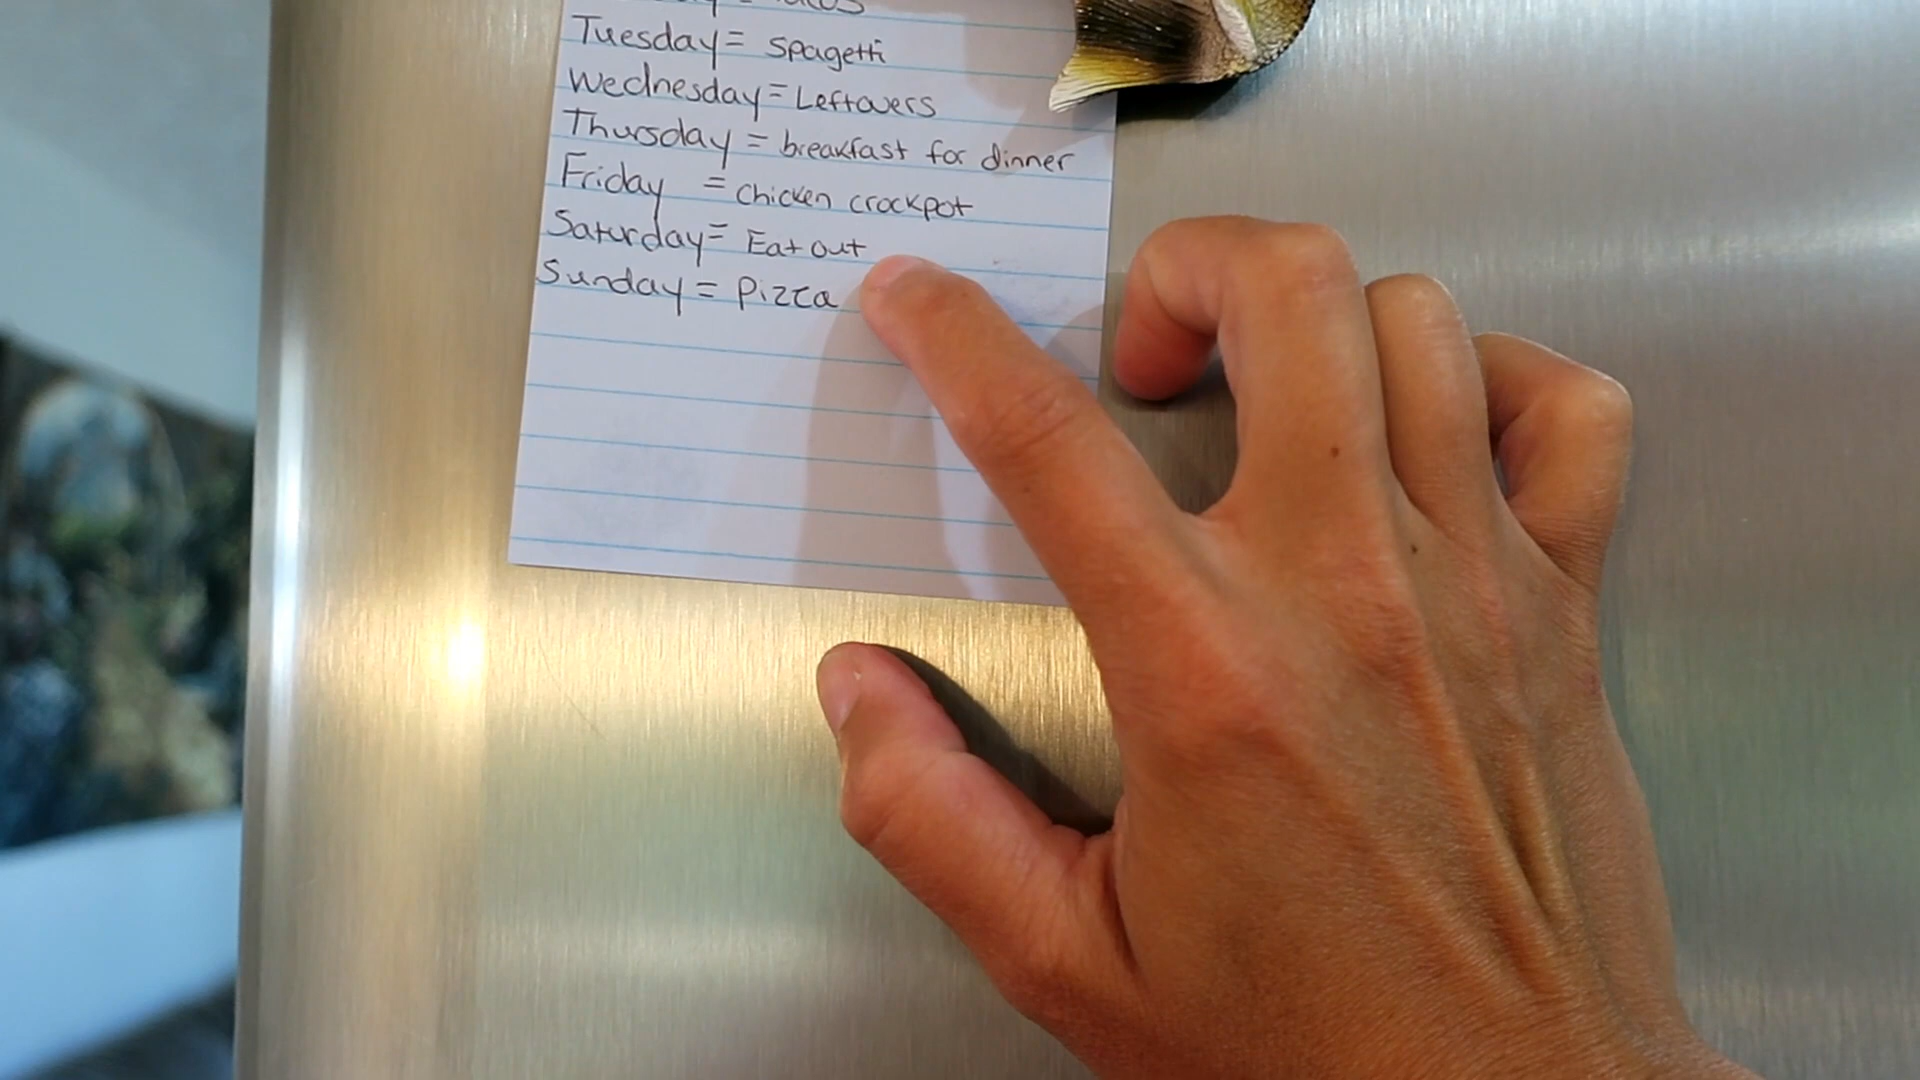 Tuesday = spagetti
Wednesday = Leftovers
Thursday = breakfast for dinner
Friday = chicken crockpot
Saturday = Eat out
Sunday = pizza